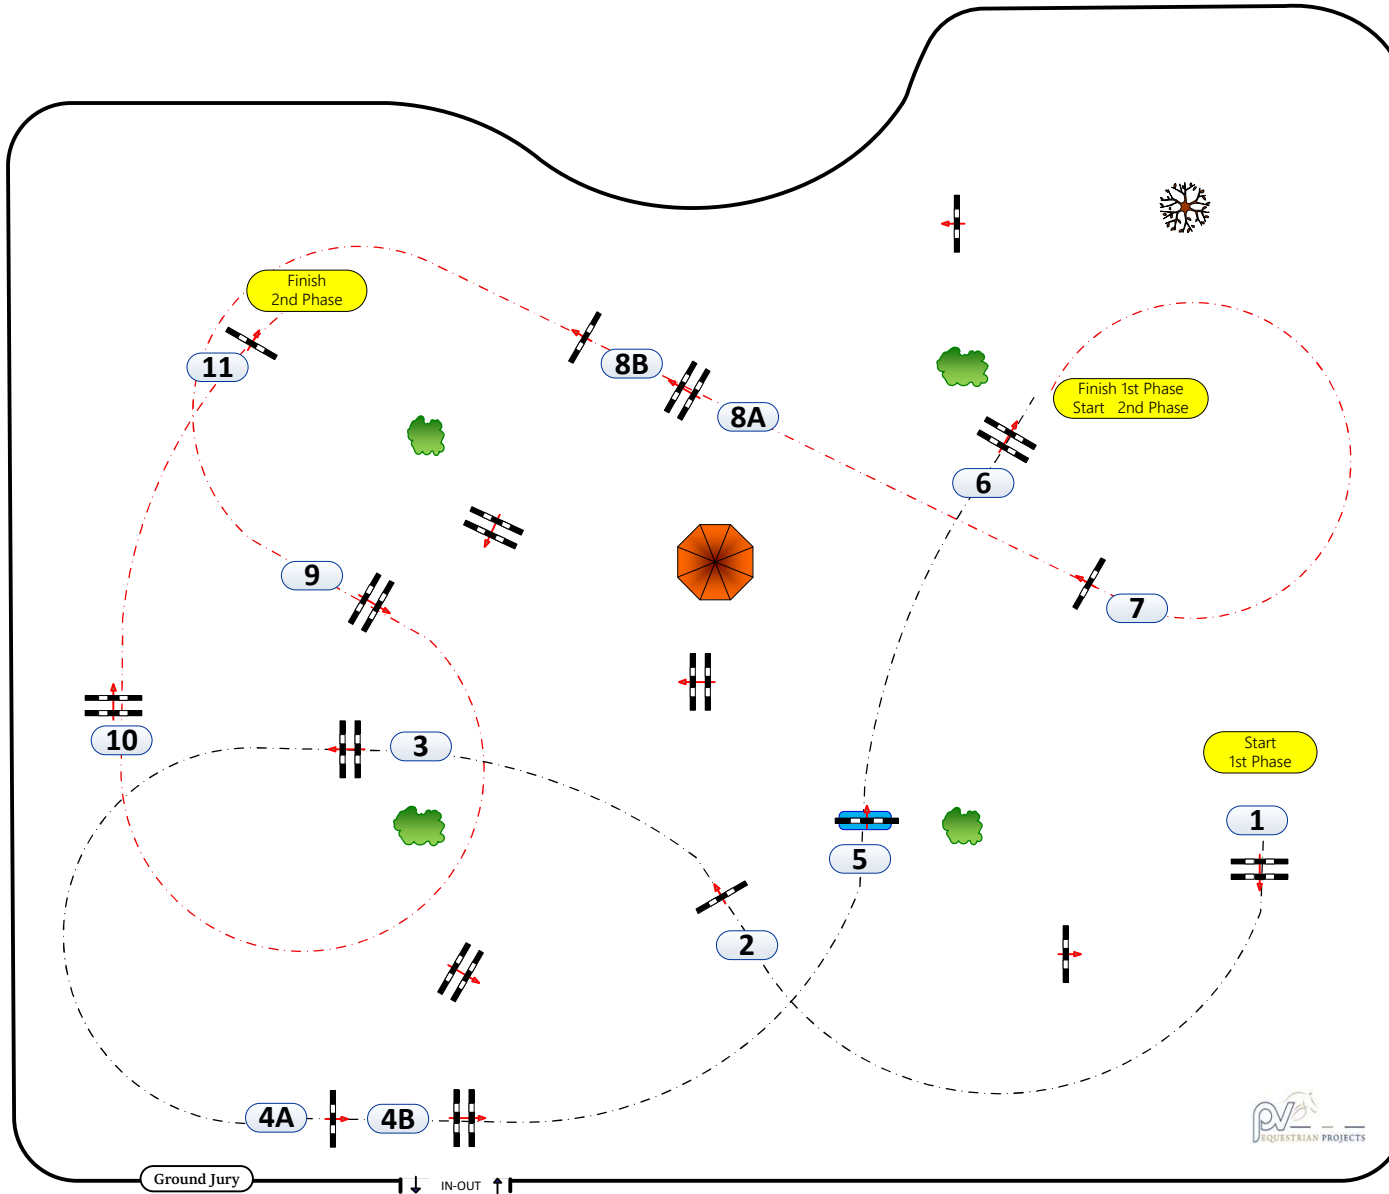 Finish
2nd Phase
11
8B
8A
Finish 1st Phase
Start 2nd Phase
6
9
7
10
3
Start
1st Phase
1
5
2
4A
4B
pv
EQUESTRIAN PROJECTS
Ground Jury
IN-OUT